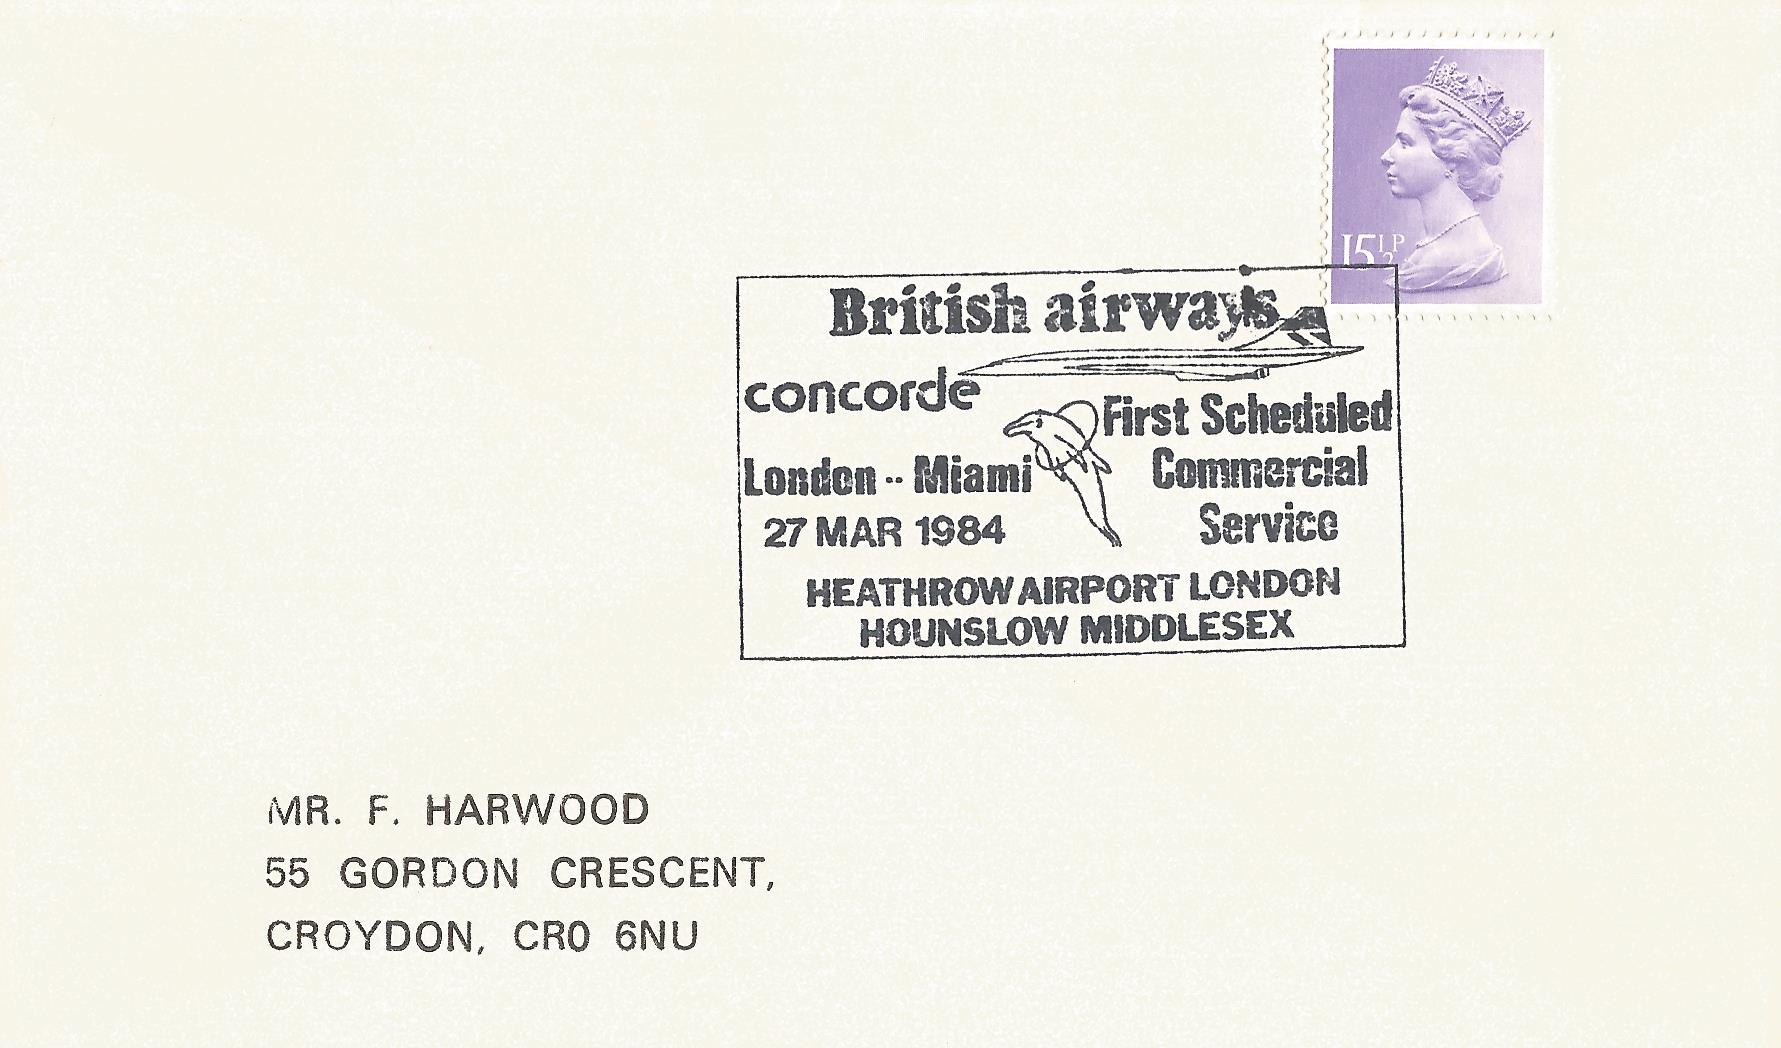 15½P
British airways
concorde
First Scheduled
London -- Miami
Commercial
27 MAR 1984
Service
HEATHROW AIRPORT LONDON
HOUNSLOW MIDDLESEX
MR. F. HARWOOD
55 GORDON CRESCENT,
CROYDON, CR0 6NU